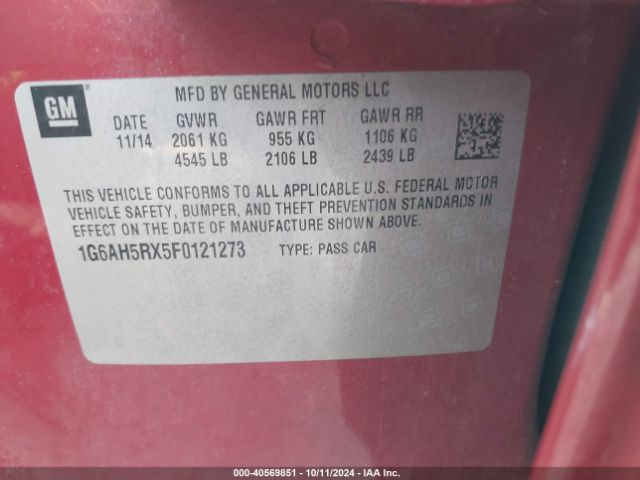 GM
MFD BY GENERAL MOTORS LLC
DATE GVWR GAWR FRT GAWR RR
11/14 2061 KG 955 KG 1106 KG
4545 LB 2106 LB 2439 LB
THIS VEHICLE CONFORMS TO ALL APPLICABLE U.S. FEDERAL MOTOR
VEHICLE SAFETY, BUMPER, AND THEFT PREVENTION STANDARDS IN
EFFECT ON THE DATE OF MANUFACTURE SHOWN ABOVE.
1G6AH5RX5F0121273 TYPE: PASS CAR
000-40569851 - 10/11/2024 - IAA Inc.